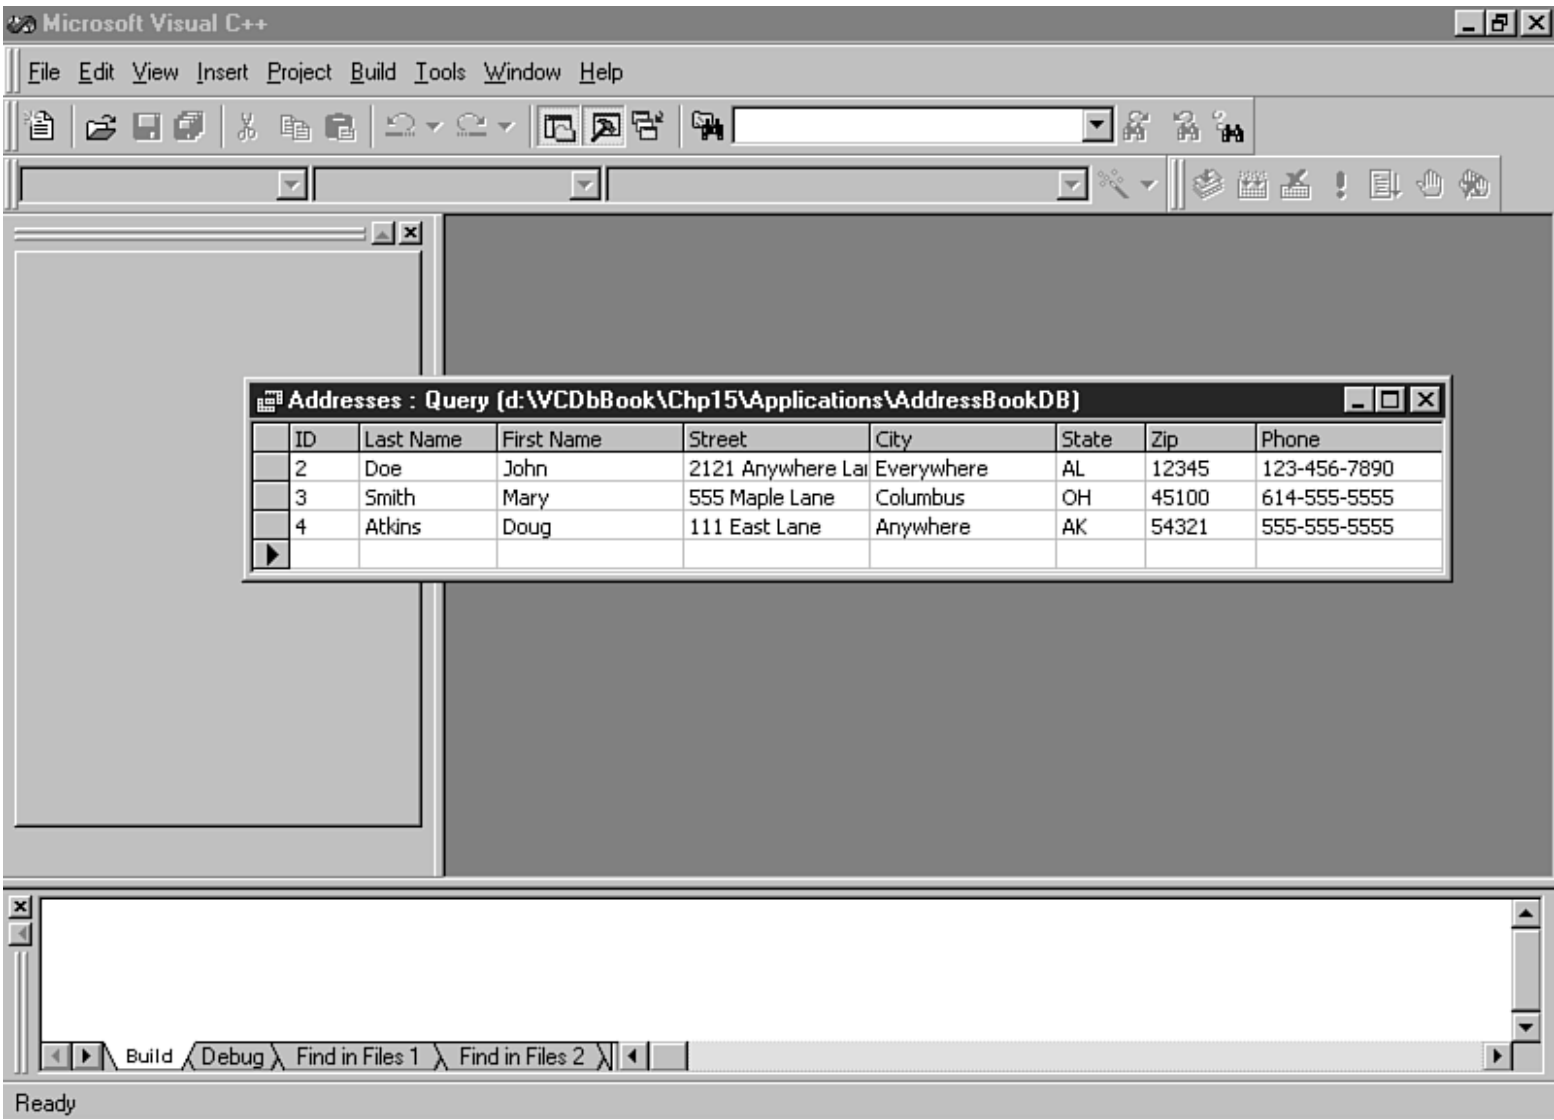 Microsoft Visual C++
File Edit View Insert Project Build Tools Window Help
Addresses : Query (d:\VCDbBook\Chp15\Applications\AddressBookDB)
ID Last Name First Name Street City State Zip Phone
2 Doe John 2121 Anywhere Everywhere AL 12345 123-456-7890
3 Smith Mary 555 Maple Lane Columbus OH 45100 614-555-5555
4 Atkins Doug 111 East Lane Anywhere AK 54321 555-555-5555
Build Debug Find in Files 1 Find in Files 2
Ready